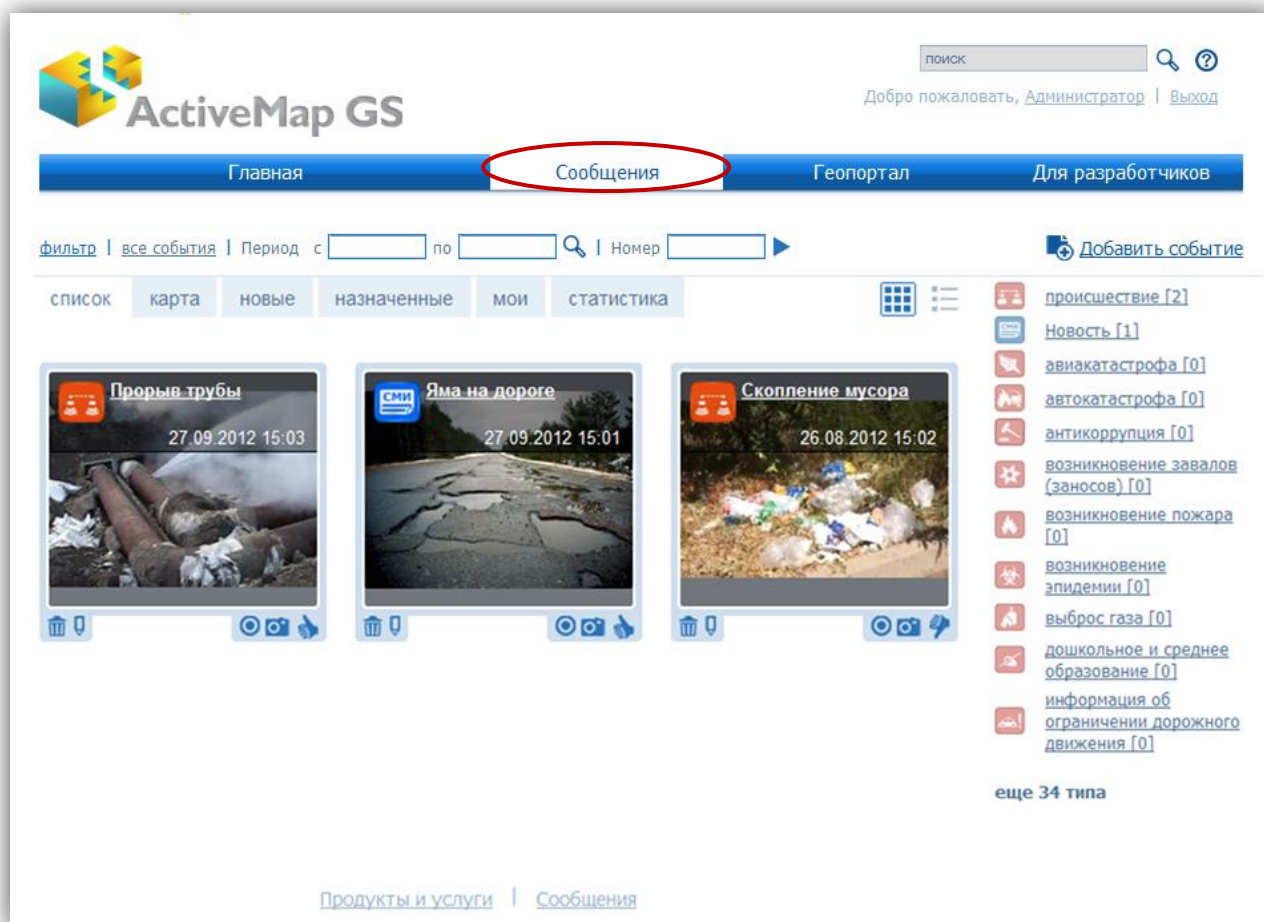 поиск
ActiveMap GS
Добро пожаловать, Администратор | Выход
Главная
Сообщения
Геопортал
Для разработчиков
фильтр | все события | Период с по | Номер
Добавить событие
список
карта
новые
назначенные
мои
статистика
Прорыв трубы
27.09.2012 15:03
СМИ
Яма на дороге
27.09.2012 15:01
Скопление мусора
26.08.2012 15:02
происшествие [2]
СМИ
Новость [1]
авиакатастрофа [0]
автокатастрофа [0]
антикоррупция [0]
возникновение завалов
(заносов) [0]
возникновение пожара
[0]
возникновение
эпидемии [0]
выброс газа [0]
дошкольное и среднее
образование [0]
информация об
ограничении дорожного
движения [0]
еще 34 типа
Продукты и услуги | Сообщения